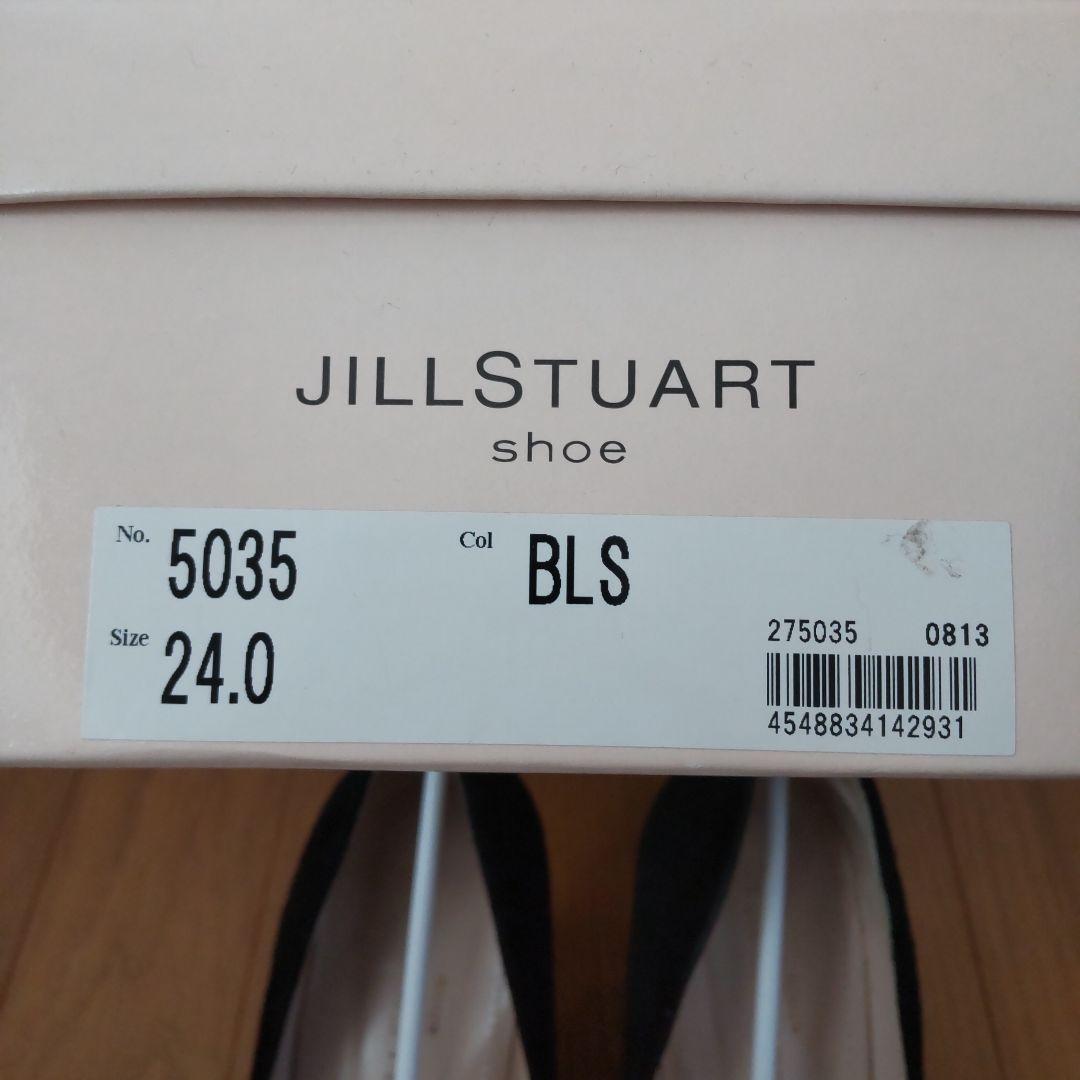 JILLSTUART
shoe
No. 5035 Col BLS
Size 24.0
275035 0813
4548834142931